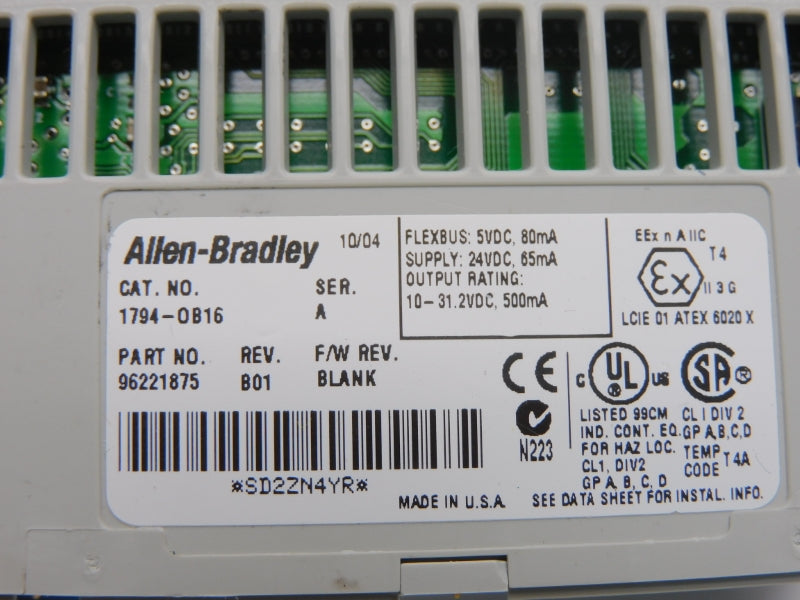 Allen-Bradley 10/04
CAT. NO. SER.
1794-OB16 A
PART NO. REV. F/W REV.
96221875 B01 BLANK
*SD2ZN4YR*
FLEXBUS: 5VDC, 80mA
SUPPLY: 24VDC, 65mA
OUTPUT RATING:
10-31.2VDC, 500mA
EEx n A IIC
T4
Ex
II 3 G
LCIE 01 ATEX 6020 X
CE
N223
C UL US
R
LISTED 99CM
IND. CONT. EQ.
FOR HAZ LOC.
CL1, DIV2
GP A, B, C, D
SA R
CL I DIV 2
GP A,B,C,D
TEMP
CODE T4A
MADE IN U.S.A.
SEE DATA SHEET FOR INSTAL. INFO.